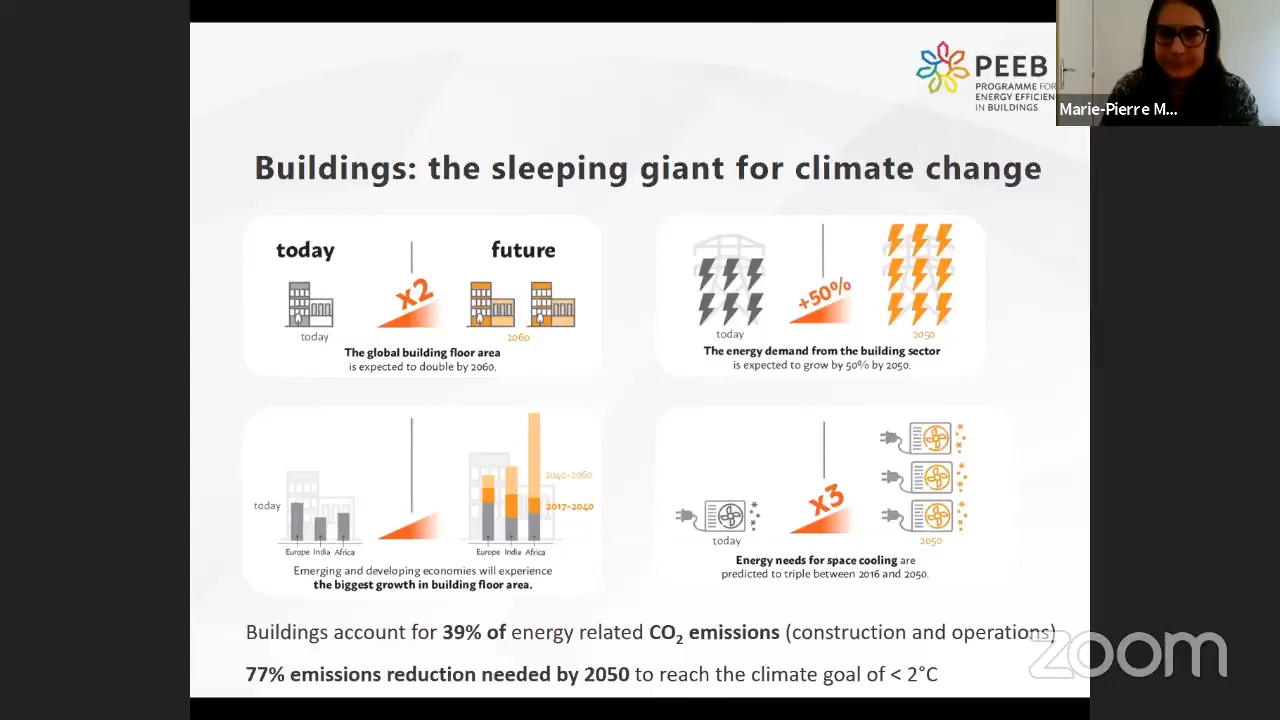 PEEB
PROGRAMME FOR
ENERGY EFFICIEN
IN BUILDINGS
Marie-Pierre M...
Buildings: the sleeping giant for climate change
today
future
x2
today
2060
The global building floor area
is expected to double by 2060.
+50%
today
2050
The energy demand from the building sector
is expected to grow by 50% by 2050.
today
2040-2060
2017-2040
Europe India Africa
Europe India Africa
Emerging and developing economies will experience
the biggest growth in building floor area.
x3
today
2050
Energy needs for space cooling are
predicted to triple between 2016 and 2050.
Buildings account for 39% of energy related CO₂ emissions (construction and operations)
77% emissions reduction needed by 2050 to reach the climate goal of < 2°C
zoom